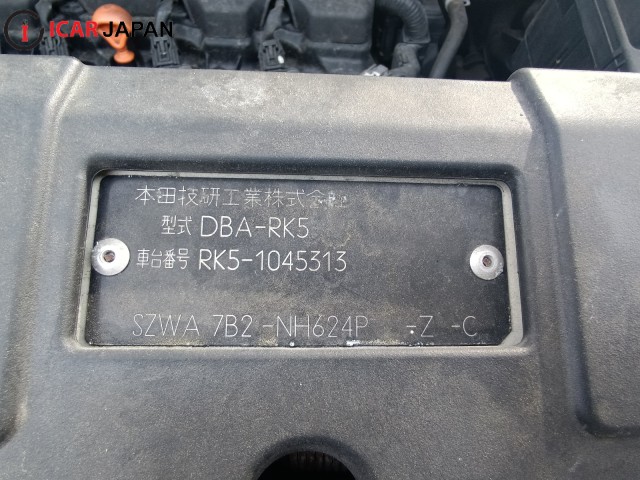 ICARJAPAN
本田技研工業株式会社
型式 DBA-RK5
車台番号 RK5-1045313
SZWA 7B2 -NH624P -Z -C